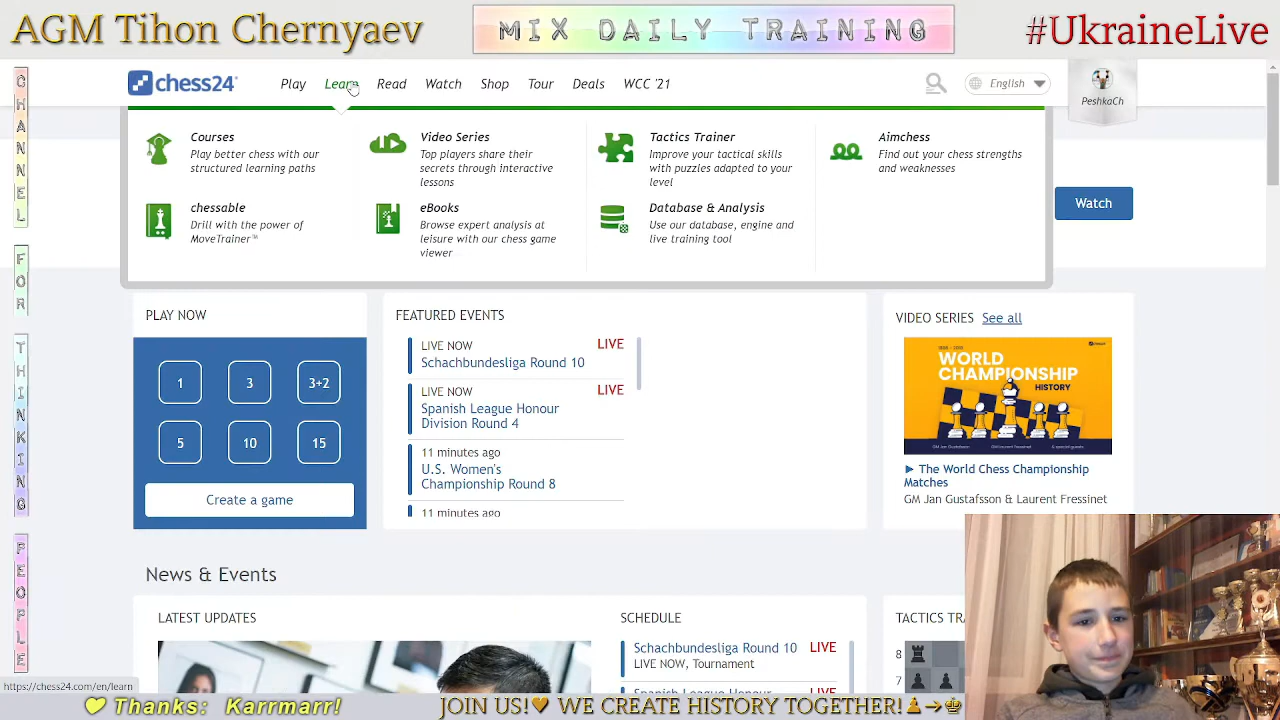 AGM Tihon Chernyaev
MIX DAILY TRAINING
#UkraineLive
CHANEL FOR THINKING PEOPLE
chess24
Play Learn Read Watch Shop Tour Deals WCC '21
English
PeshkaCh
Courses
Play better chess with our
structured learning paths
Video Series
Top players share their
secrets through interactive
lessons
Tactics Trainer
Improve your tactical skills
with puzzles adapted to your
level
Aimchess
Find out your chess strengths
and weaknesses
chessable
Drill with the power of
MoveTrainer™
eBooks
Browse expert analysis at
leisure with our chess game
viewer
Database & Analysis
Use our database, engine and
live training tool
Watch
PLAY NOW
1 3 3+2
5 10 15
Create a game
FEATURED EVENTS
LIVE NOW LIVE
Schachbundesliga Round 10
LIVE NOW LIVE
Spanish League Honour
Division Round 4
11 minutes ago
U.S. Women's
Championship Round 8
11 minutes ago
VIDEO SERIES See all
WORLD
CHAMPIONSHIP
HISTORY
The World Chess Championship
Matches
GM Jan Gustafsson & Laurent Fressinet
News & Events
LATEST UPDATES
SCHEDULE
Schachbundesliga Round 10 LIVE
LIVE NOW, Tournament
TACTICS TRA
8
7
https://chess24.com/en/learn
Thanks: Karrmarr!
JOIN US! WE CREATE HISTORY TOGETHER!